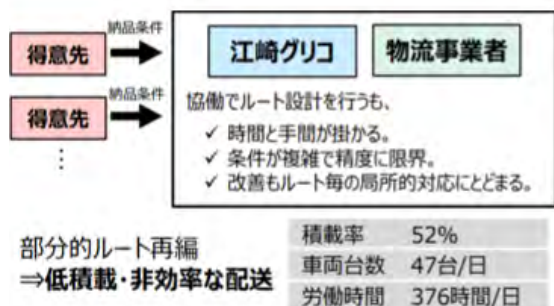 納品条件
得意先
江崎グリコ
物流事業者
納品条件
得意先
⋮
協働でルート設計を行うも、
✓ 時間と手間が掛かる。
✓ 条件が複雑で精度に限界。
✓ 改善もルート毎の局所的対応にとどまる。
部分的ルート再編
⇒低積載・非効率な配送
積載率 52%
車両台数 47台/日
労働時間 376時間/日